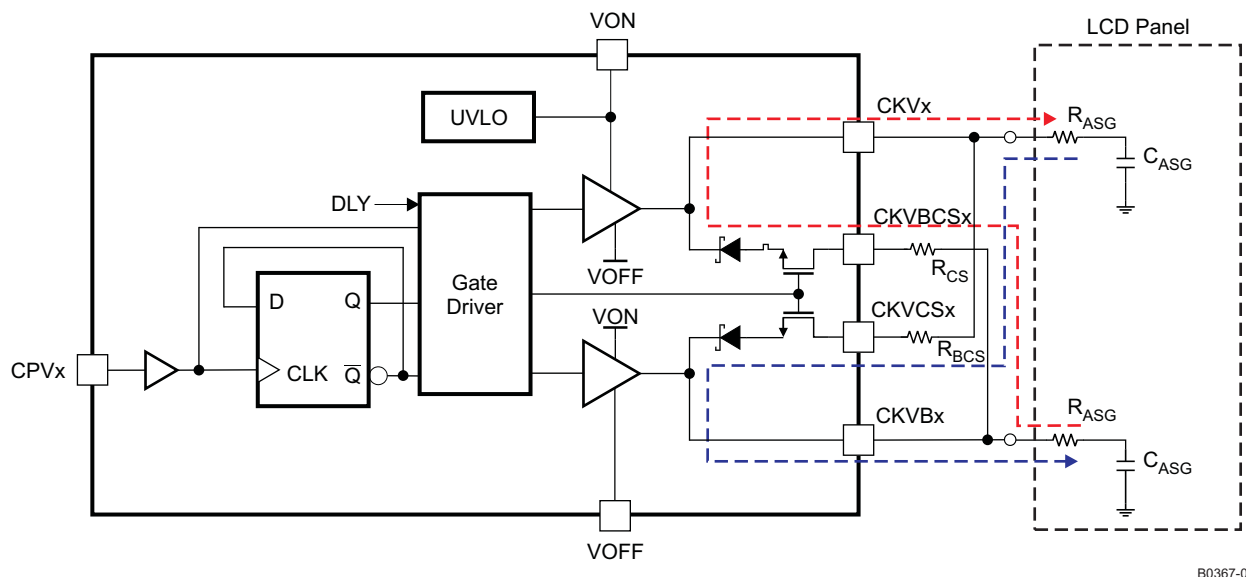 VON
LCD Panel
UVLO
CKVx
RASG
CASG
DLY
CKVBCSx
VOFF
RCS
Gate
Driver
D
Q
VON
CKVCSx
RBCS
CPVx
CLK
Q
CKVBx
RASG
CASG
VOFF